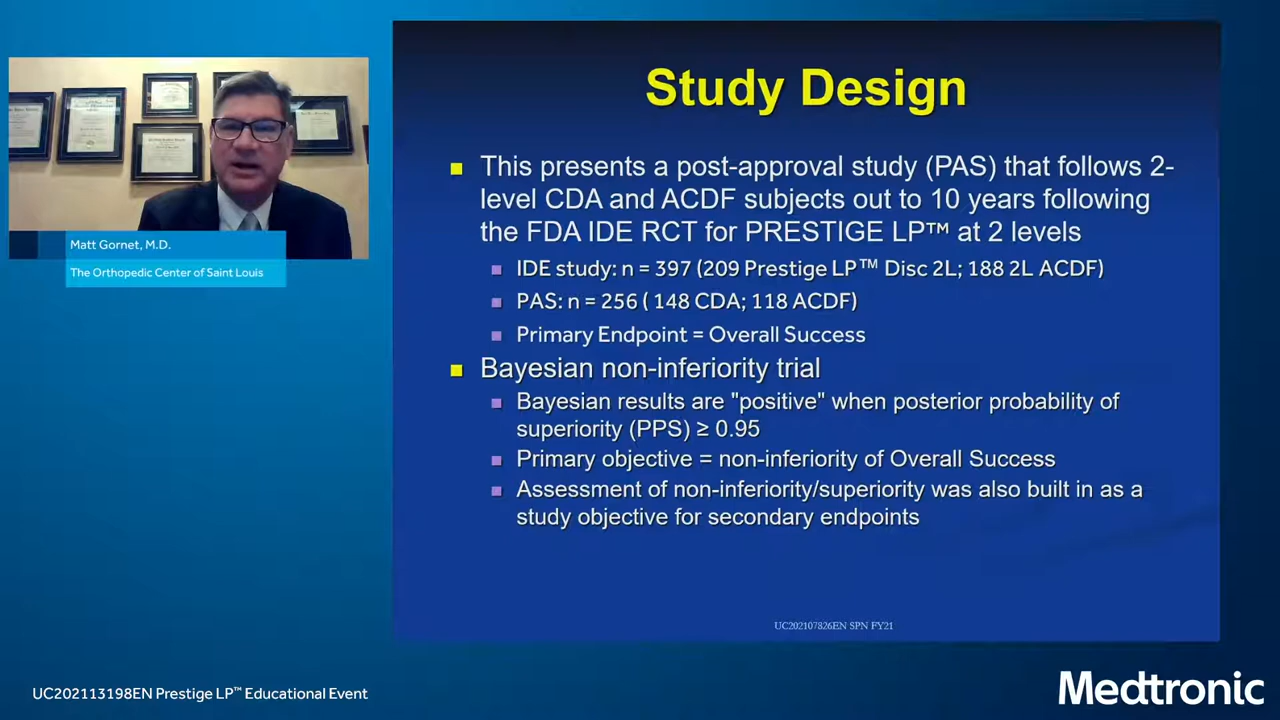 Study Design
This presents a post-approval study (PAS) that follows 2-
level CDA and ACDF subjects out to 10 years following
the FDA IDE RCT for PRESTIGE LP™ at 2 levels
IDE study: n = 397 (209 Prestige LP™ Disc 2L; 188 2L ACDF)
PAS: n = 256 ( 148 CDA; 118 ACDF)
Primary Endpoint = Overall Success
Bayesian non-inferiority trial
Bayesian results are "positive" when posterior probability of
superiority (PPS) ≥ 0.95
Primary objective = non-inferiority of Overall Success
Assessment of non-inferiority/superiority was also built in as a
study objective for secondary endpoints
UC202107826EN SPN FY21
Matt Gornet, M.D.
The Orthopedic Center of Saint Louis
UC202113198EN Prestige LP™ Educational Event
Medtronic